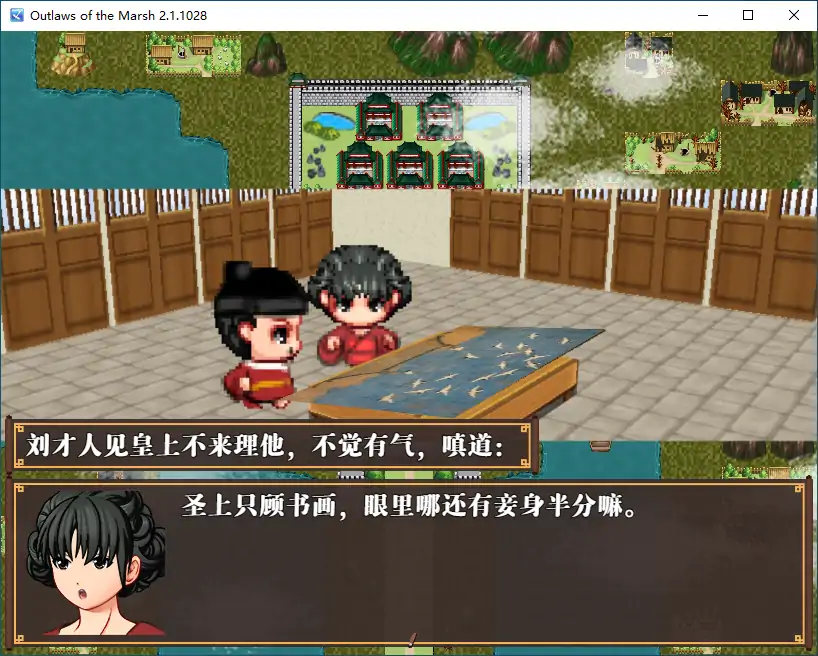 Outlaws of the Marsh 2.1.1028
刘才人见皇上不来理他，不觉有气，嗔道：
圣上只顾书画，眼里哪还有妾身半分嘛。